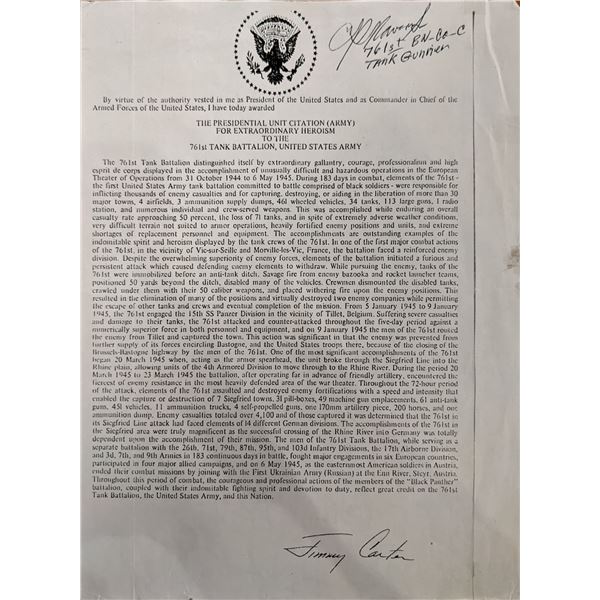 761st BN-Co-C
TANK GUNNER
By virtue of the authority vested in me as President of the United States and as Commander in Chief of the
Armed Forces of the United States, I have today awarded
THE PRESIDENTIAL UNIT CITATION (ARMY)
FOR EXTRAORDINARY HEROISM
TO THE
761st TANK BATTALION, UNITED STATES ARMY
The 761st Tank Battalion distinguished itself by extraordinary gallantry, courage, professionalism and high
esprit de corps displayed in the accomplishment of unusually difficult and hazardous operations in the European
Theater of Operations from 31 October 1944 to 6 May 1945. During 183 days in combat, elements of the 761st -
the first United States Army tank battalion committed to battle comprised of black soldiers - were responsible for
inflicting thousands of enemy casualties and for capturing, destroying, or aiding in the liberation of more than 30
major towns, 4 airfields, 3 ammunition supply dumps, 461 wheeled vehicles, 34 tanks, 113 large guns, 1 radio
station, and numerous individual and crew-served weapons. This was accomplished while enduring an overall
casualty rate approaching 50 percent, the loss of 71 tanks, and in spite of extremely adverse weather conditions,
very difficult terrain not suited to armor operations, heavily fortified enemy positions and units, and extreme
shortages of replacement personnel and equipment. The accomplishments are outstanding examples of the
indomitable spirit and heroism displayed by the tank crews of the 761st. In one of the first major combat actions
of the 761st, in the vicinity of Vic-sur-Seille and Morville-les-Vic, France, the battalion faced a reinforced enemy
division. Despite the overwhelming superiority of enemy forces, elements of the battalion initiated a furious and
persistent attack which caused defending enemy elements to withdraw. While pursuing the enemy, tanks of the
761st were immobilized before an anti-tank ditch. Savage fire from enemy bazooka and rocket launcher teams,
positioned 50 yards beyond the ditch, disabled many of the vehicles. Crewmen dismounted the disabled tanks,
crawled under them with their 50 caliber weapons, and placed withering fire upon the enemy positions. This
resulted in the elimination of many of the positions and virtually destroyed two enemy companies while permitting
the escape of other tanks and crews and eventual completion of the mission. From 5 January 1945 to 9 January
1945, the 761st engaged the 15th SS Panzer Division in the vicinity of Tillet, Belgium. Suffering severe casualties
and damage to their tanks, the 761st attacked and counter-attacked throughout the five-day period against a
numerically superior force in both personnel and equipment, and on 9 January 1945 the men of the 761st routed
the enemy from Tillet and captured the town. This action was significant in that the enemy was prevented from
further supply of its forces encircling Bastogne, and the United States troops there, because of the closing of the
Brussels-Bastogne highway by the men of the 761st. One of the most significant accomplishments of the 761st
began 20 March 1945 when, acting as the armor spearhead, the unit broke through the Siegfried Line into the
Rhine plain, allowing units of the 4th Armored Division to move through to the Rhine River. During the period 20
March 1945 to 23 March 1945 the battalion, after operating far in advance of friendly artillery, encountered the
fiercest of enemy resistance in the most heavily defended area of the war theater. Throughout the 72-hour period
of the attack, elements of the 761st assaulted and destroyed enemy fortifications with a speed and intensity that
enabled the capture or destruction of 7 Siegfried towns, 31 pill-boxes, 49 machine gun emplacements, 61 anti-tank
guns, 451 vehicles, 11 ammunition trucks, 4 self-propelled guns, one 170mm artillery piece, 200 horses, and one
ammunition dump. Enemy casualties totaled over 4,100 and of those captured it was determined that the 761st in
its Siegfried Line attack had faced elements of 14 different German divisions. The accomplishments of the 761st in
the Siegfried area were truly magnificent as the successful crossing of the Rhine River into Germany was totally
dependent upon the accomplishment of their mission. The men of the 761st Tank Battalion, while serving as a
separate battalion with the 26th, 71st, 79th, 87th, 95th, and 103d Infantry Divisions, the 17th Airborne Division,
and 3d, 7th, and 9th Armies in 183 continuous days in battle, fought major engagements in six European countries,
participated in four major allied campaigns, and on 6 May 1945, as the easternmost American soldiers in Austria,
ended their combat missions by joining with the First Ukrainian Army (Russian) at the Enn River, Steyr, Austria.
Throughout this period of combat, the courageous and professional actions of the members of the "Black Panther"
battalion, coupled with their indomitable fighting spirit and devotion to duty, reflect great credit on the 761st
Tank Battalion, the United States Army, and this Nation.
Jimmy Carter